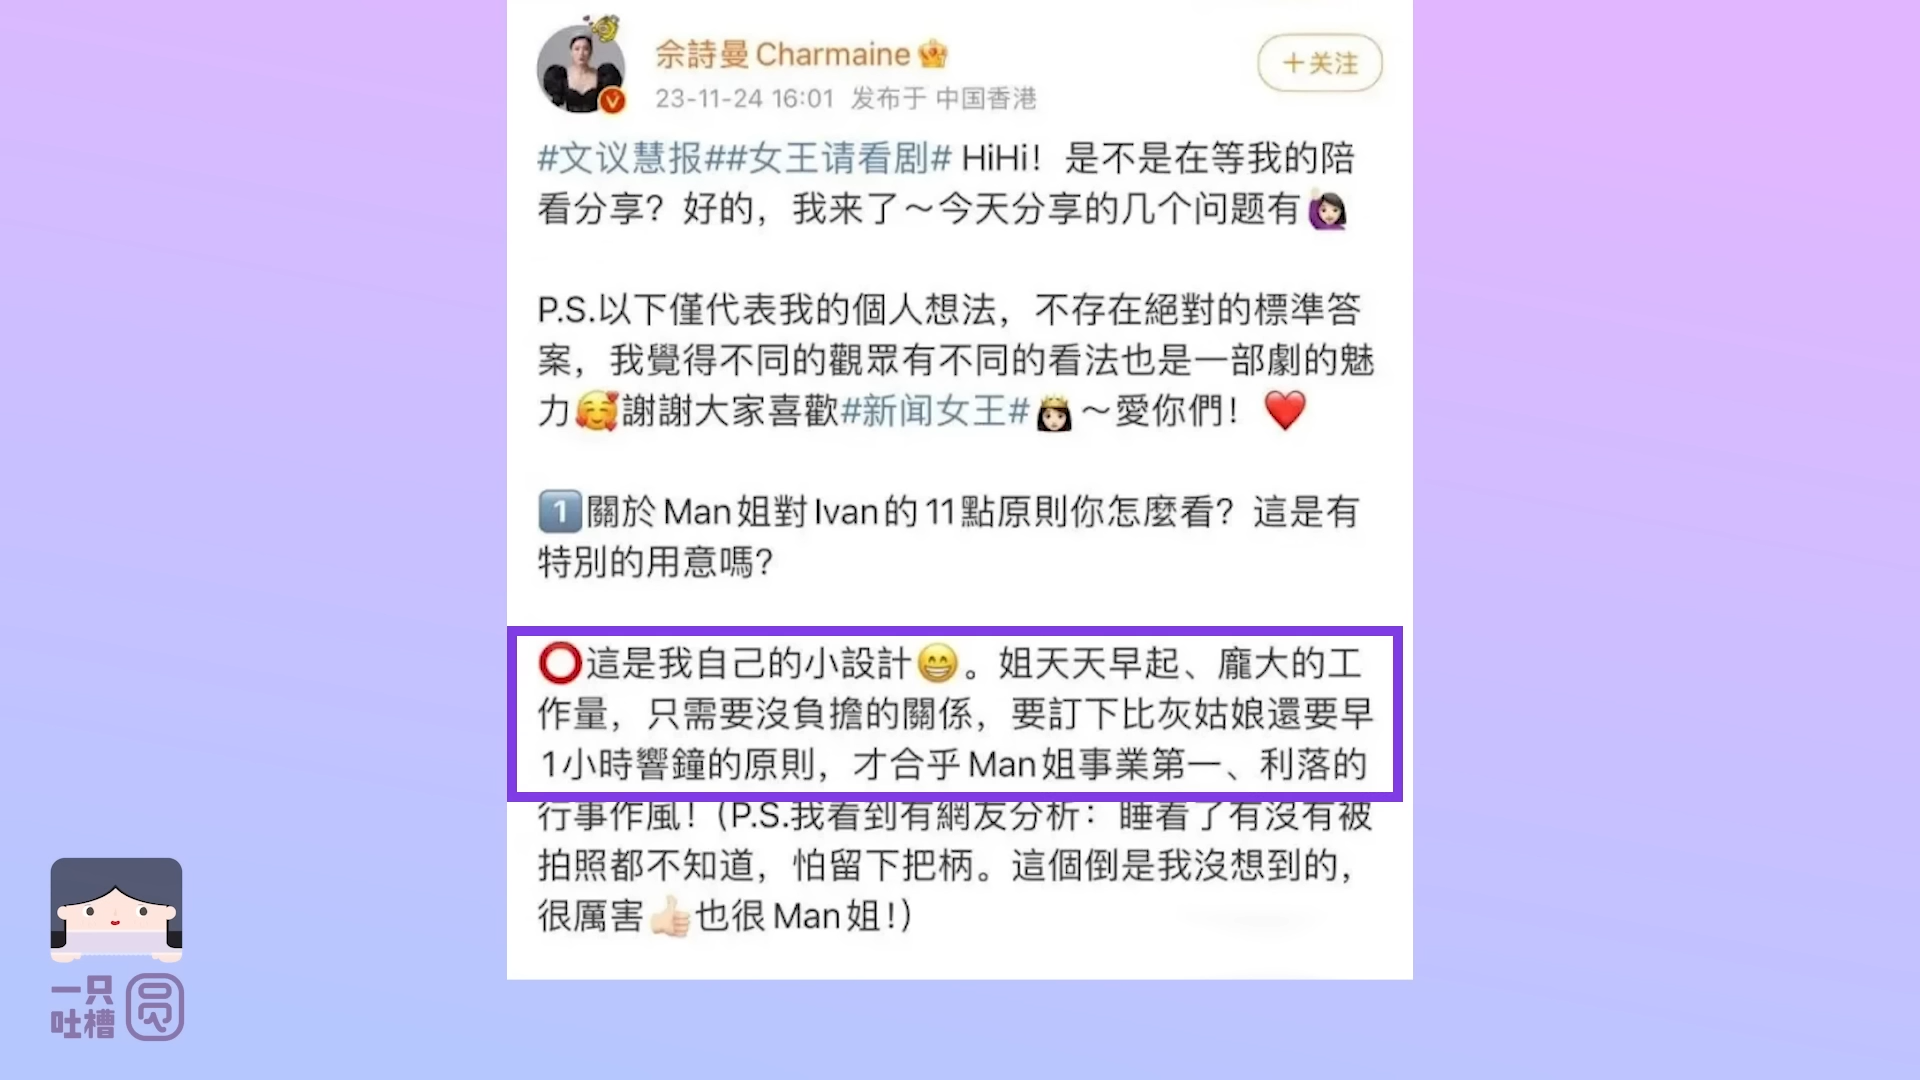 佘詩曼Charmaine
23-11-24 16:01 发布于 中国香港
+关注
#文议慧报##女王请看剧# HiHi！是不是在等我的陪
看分享？好的，我来了～今天分享的几个问题有🙋🏻‍♀️
P.S.以下僅代表我的個人想法，不存在絕對的標準答
案，我覺得不同的觀眾有不同的看法也是一部劇的魅
力🥰謝謝大家喜歡#新闻女王#👸🏻～愛你們！❤️
1️⃣關於Man姐對Ivan的11點原則你怎麼看？這是有
特別的用意嗎？
⭕這是我自己的小設計😁。姐天天早起、龐大的工
作量，只需要沒負擔的關係，要訂下比灰姑娘還要早
1小時響鐘的原則，才合乎Man姐事業第一、利落的
行事作風！(P.S.我看到有網友分析：睡着了有沒有被
拍照都不知道，怕留下把柄。這個倒是我沒想到的，
很厲害👍🏻也很Man姐！)
一只
吐槽
圆